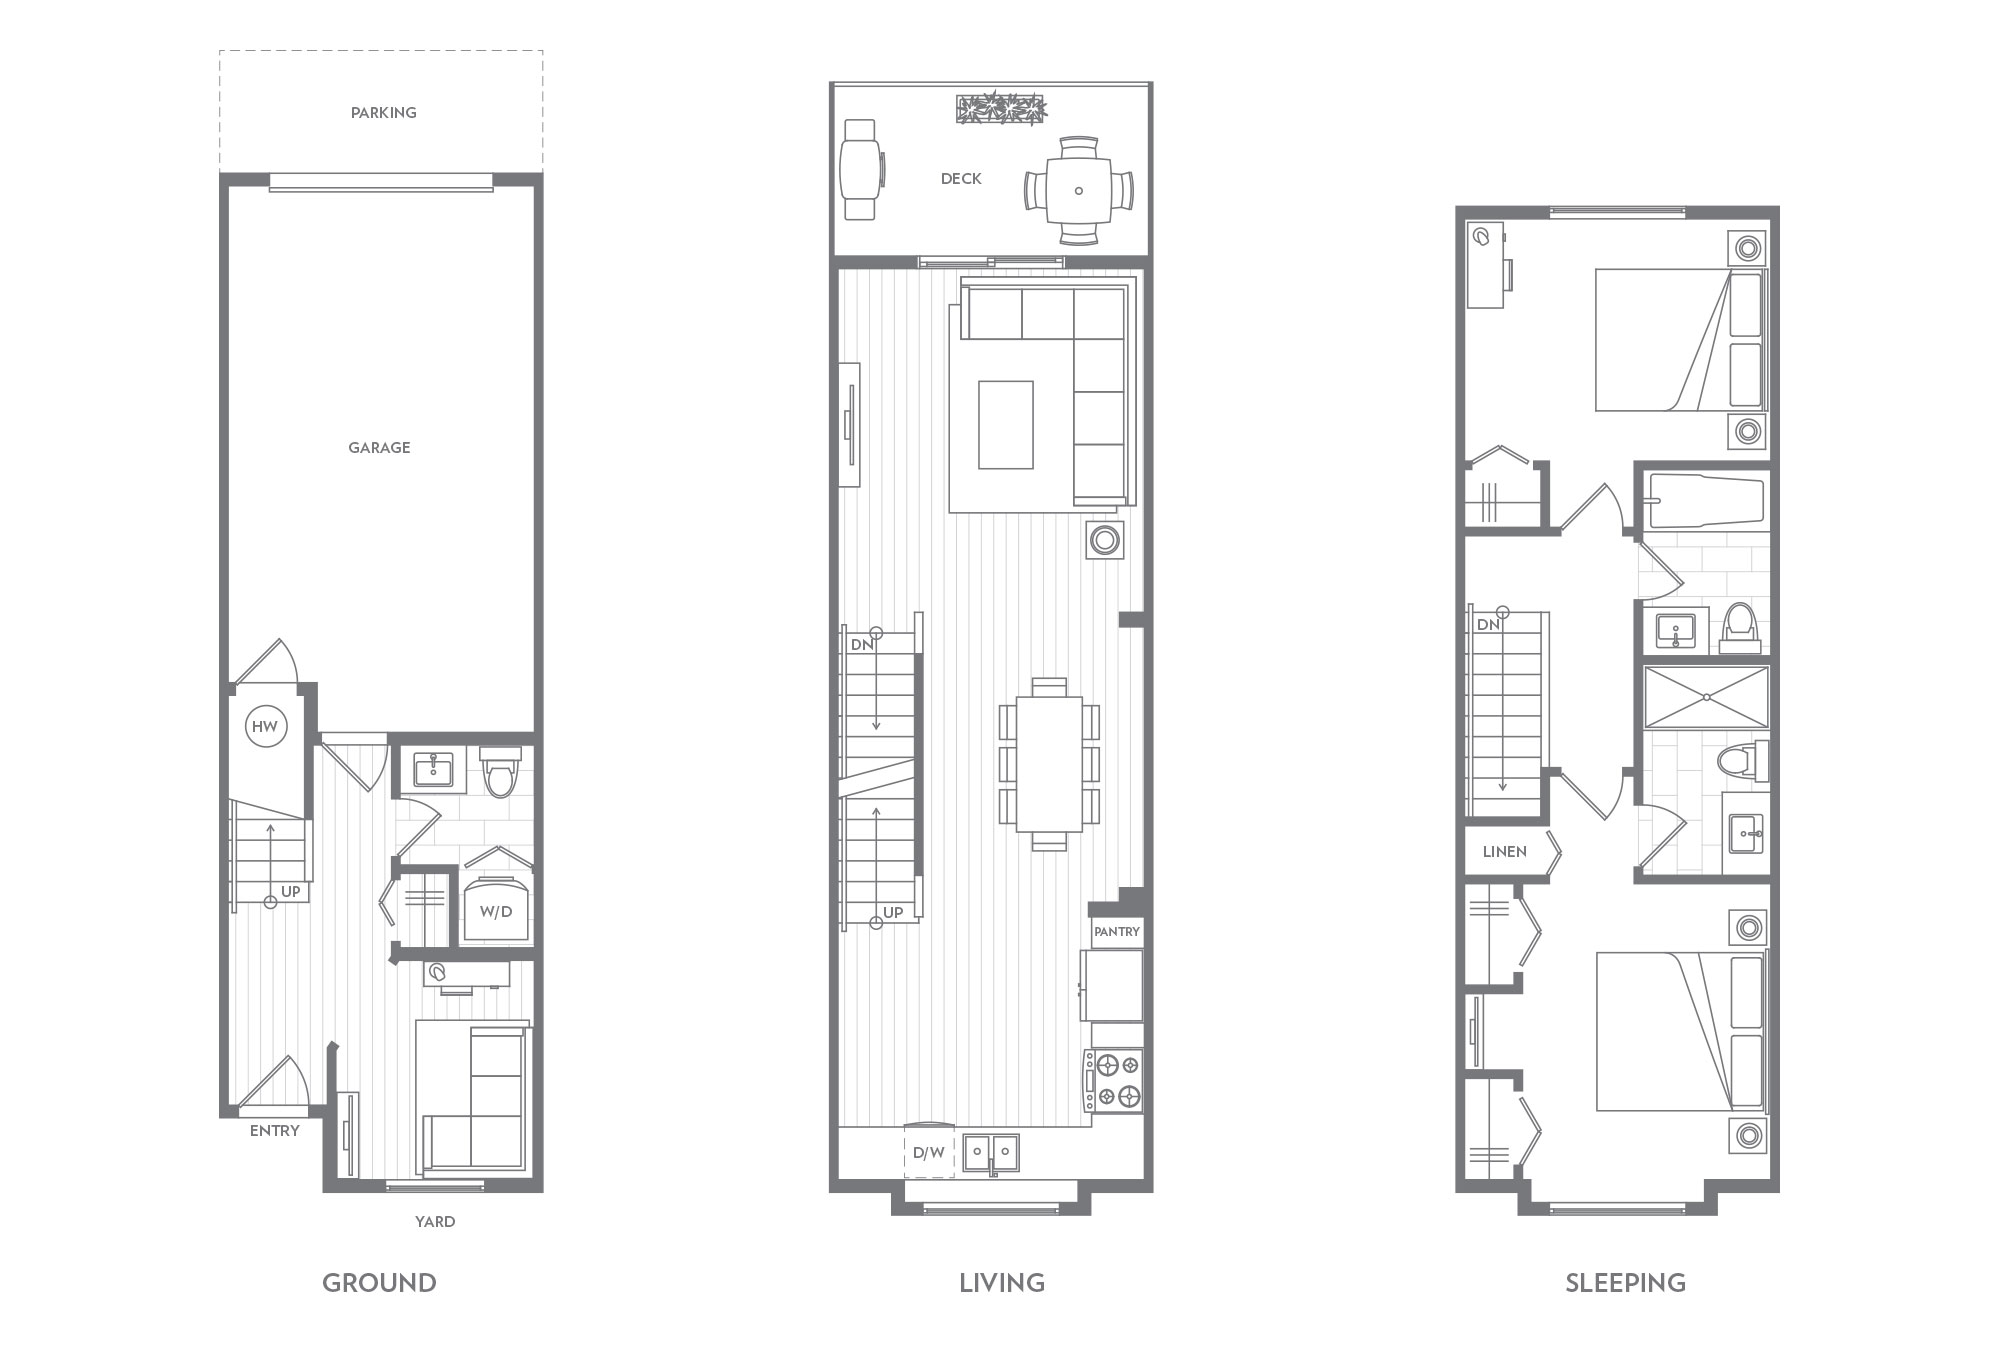 PARKING
GARAGE
HW
UP
W/D
ENTRY
YARD
GROUND
DECK
DN
UP
PANTRY
D/W
LIVING
DN
LINEN
SLEEPING